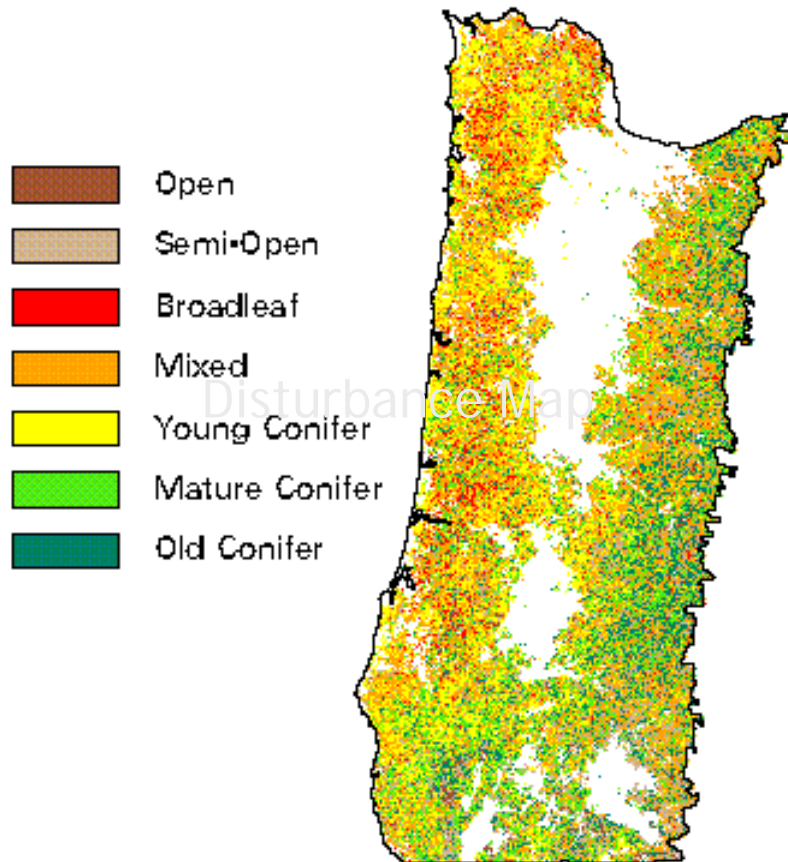 Open
Semi-Open
Broadleaf
Mixed
Disturbance Map
Young Conifer
Mature Conifer
Old Conifer